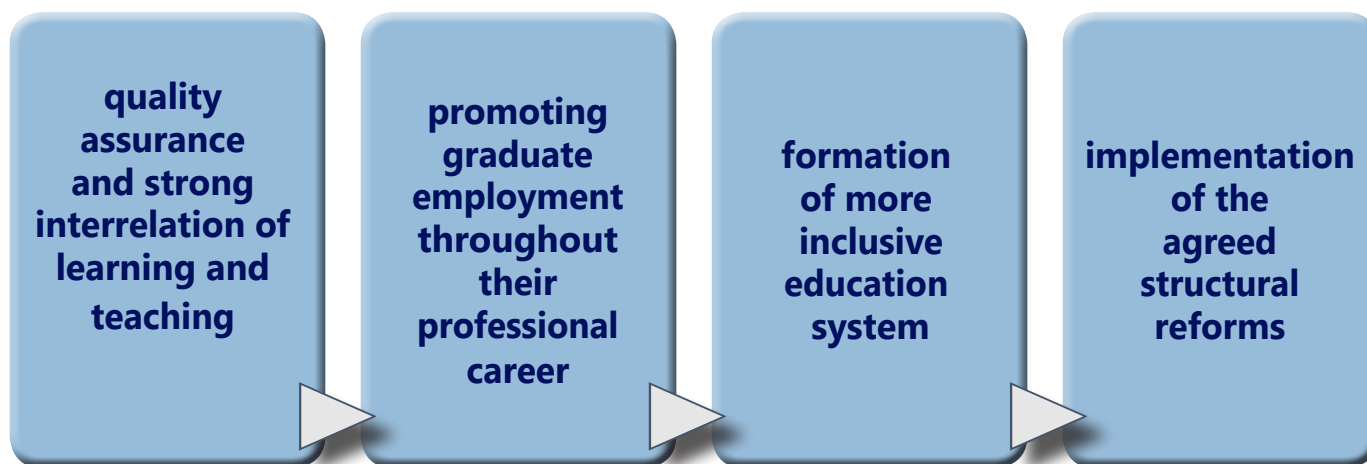 quality
assurance
and strong
interrelation of
learning and
teaching
promoting
graduate
employment
throughout
their
professional
career
formation
of more
inclusive
education
system
implementation
of the
agreed
structural
reforms